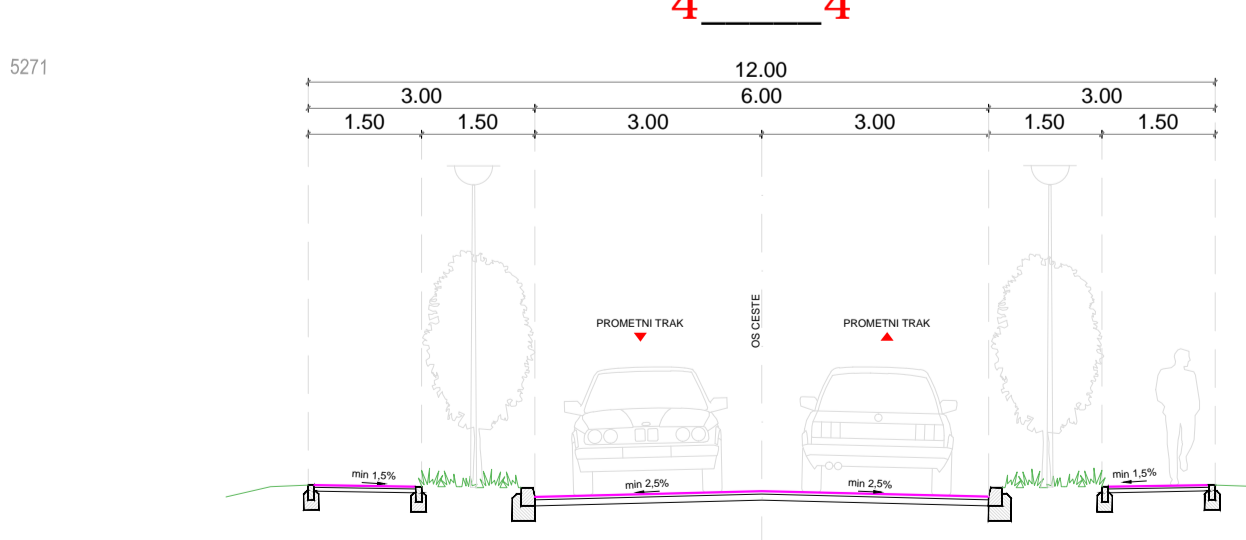 4 4
5271
12.00
3.00 6.00 3.00
1.50 1.50 3.00 3.00 1.50 1.50
OS CESTE
PROMETNI TRAK PROMETNI TRAK
min 1,5% min 2,5% min 2,5% min 1,5%